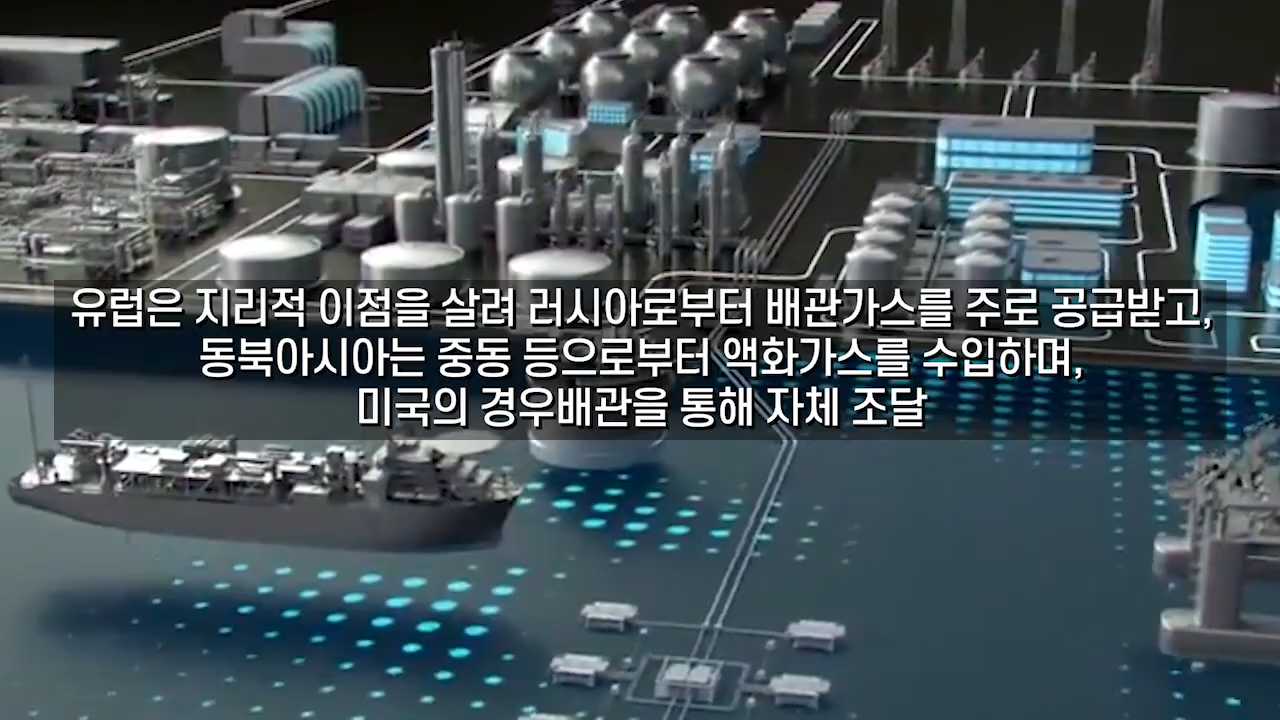 유럽은 지리적 이점을 살려 러시아로부터 배관가스를 주로 공급받고,
동북아시아는 중동 등으로부터 액화가스를 수입하며,
미국의 경우배관을 통해 자체 조달